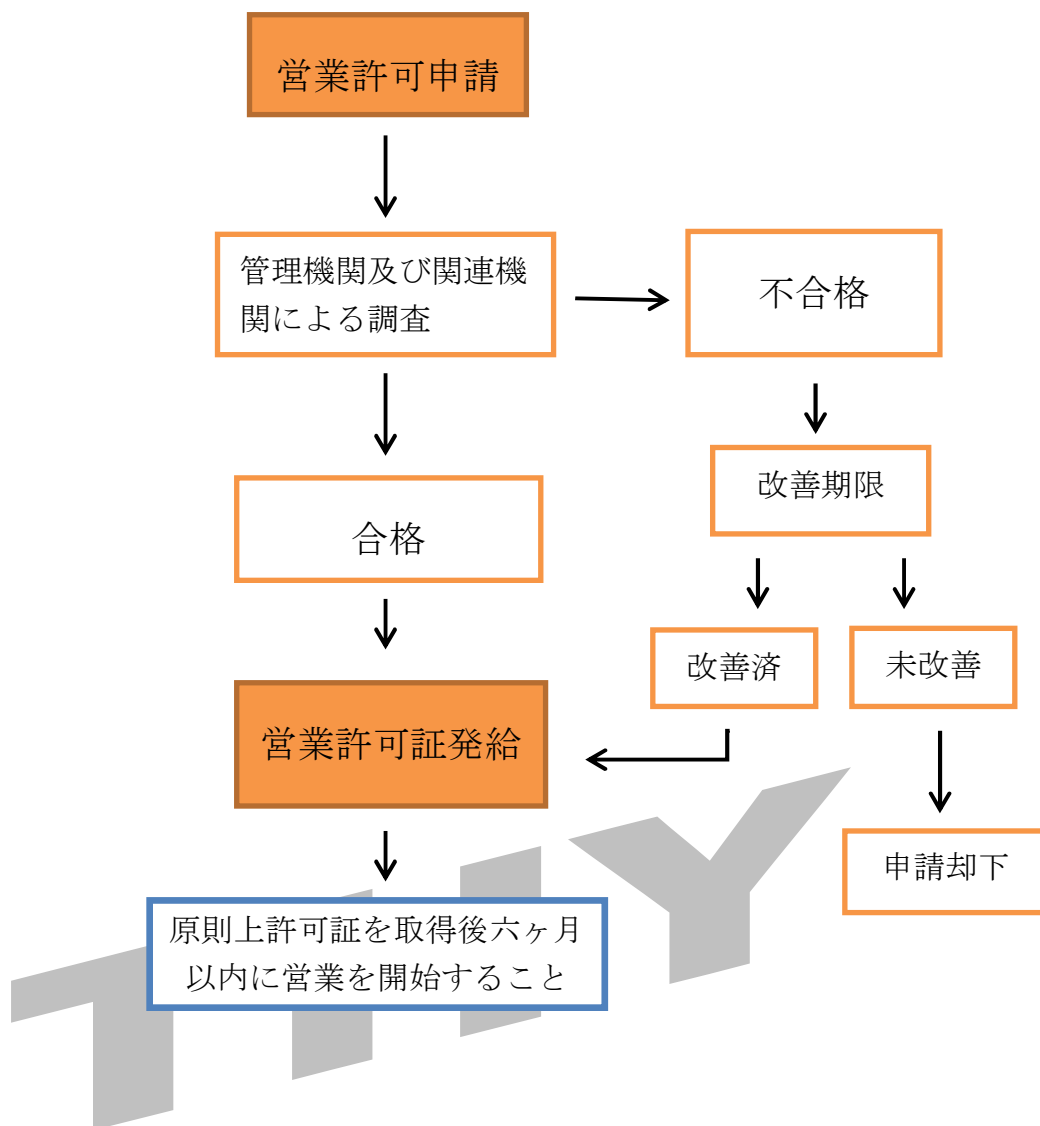 営業許可申請
管理機関及び関連機
関による調査
不合格
改善期限
合格
改善済
未改善
営業許可証発給
申請却下
原則上許可証を取得後六ヶ月
以内に営業を開始すること